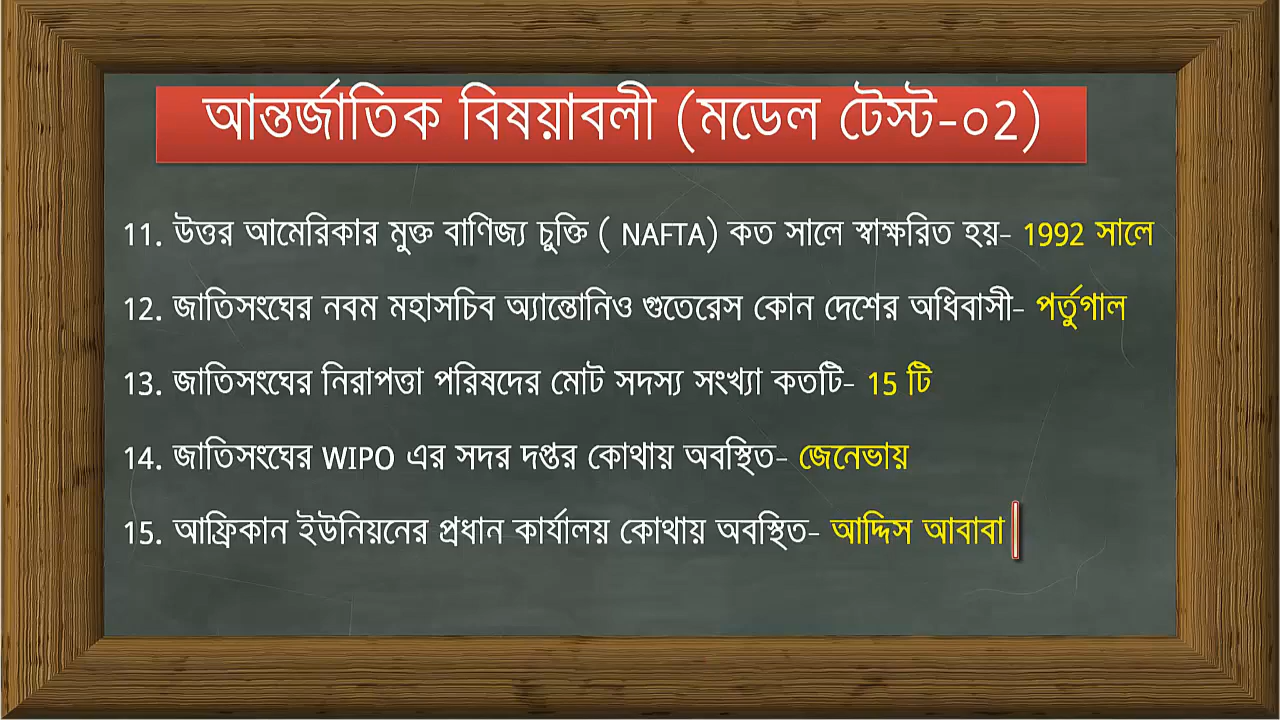 আন্তর্জাতিক বিষয়াবলী (মডেল টেস্ট-০2)
11. উত্তর আমেরিকার মুক্ত বাণিজ্য চুক্তি ( NAFTA) কত সালে স্বাক্ষরিত হয়- 1992 সালে
12. জাতিসংঘের নবম মহাসচিব অ্যান্তোনিও গুতেরেস কোন দেশের অধিবাসী- পর্তুগাল
13. জাতিসংঘের নিরাপত্তা পরিষদের মোট সদস্য সংখ্যা কতটি- 15 টি
14. জাতিসংঘের WIPO এর সদর দপ্তর কোথায় অবস্থিত- জেনেভায়
15. আফ্রিকান ইউনিয়নের প্রধান কার্যালয় কোথায় অবস্থিত- আদ্দিস আবাবা